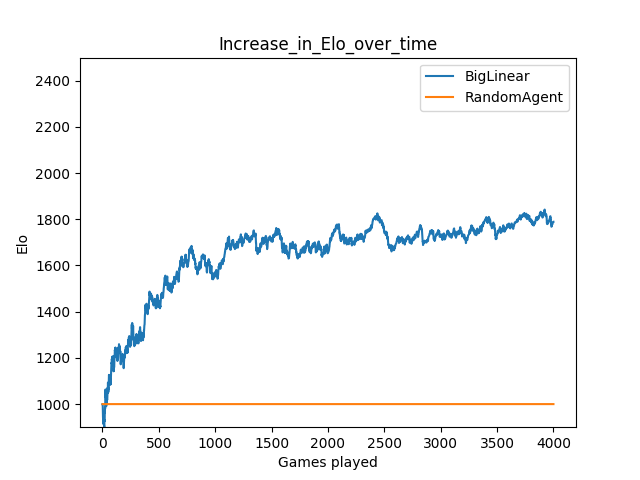 Increase_in_Elo_over_time
BigLinear
RandomAgent
2400
2200
2000
1800
1600
1400
1200
1000
Elo
0 500 1000 1500 2000 2500 3000 3500 4000
Games played